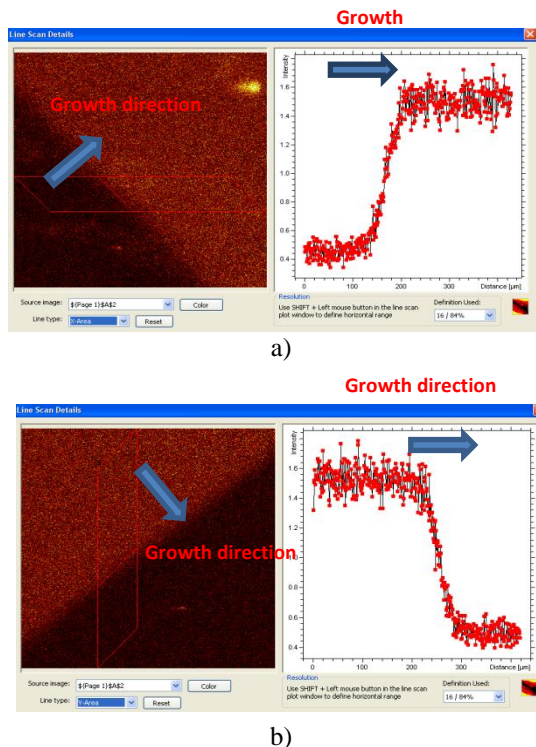 Growth
Line Scan Details
Growth direction
Intensity
1.6
1.4
1.2
1.0
0.8
0.6
0.4
0 200 400
Distance [µm]
Source image: $(Page 1)$A$2 Color
Line type: X-Area Reset
Resolution
Use SHIFT + Left mouse button in the line scan
plot window to define horizontal range
Definition Used:
16 / 84%
a)
Growth direction
Line Scan Details
Growth direction
Intensity
1.6
1.4
1.2
1.0
0.8
0.6
0.4
0 200 400
Distance [µm]
Source image: $(Page 1)$A$2 Color
Line type: Y-Area Reset
Resolution
Use SHIFT + Left mouse button in the line scan
plot window to define horizontal range
Definition Used:
16 / 84%
b)